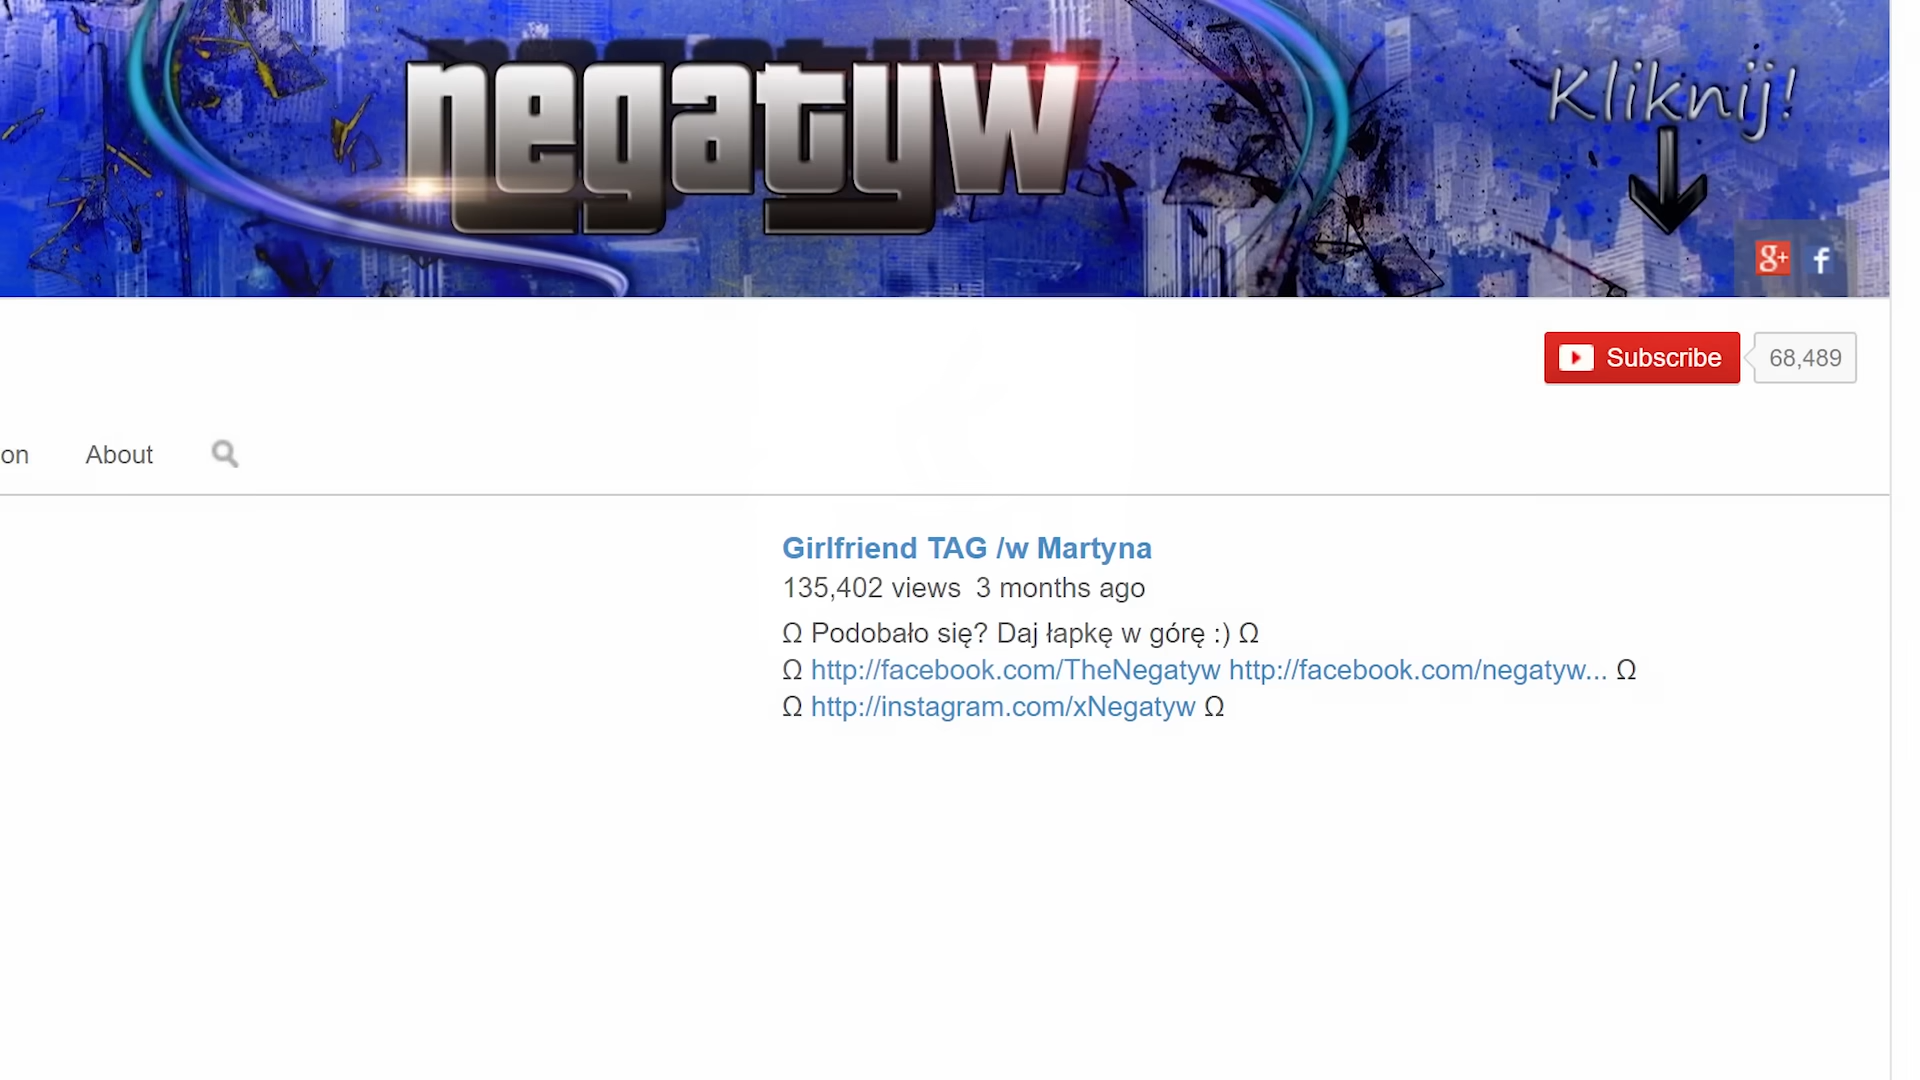 negatyw
Kliknij!
g+ f
Subscribe 68,489
on About
Girlfriend TAG /w Martyna
135,402 views 3 months ago
Ω Podobało się? Daj łapkę w górę :) Ω
Ω http://facebook.com/TheNegatyw http://facebook.com/negatyw... Ω
Ω http://instagram.com/xNegatyw Ω